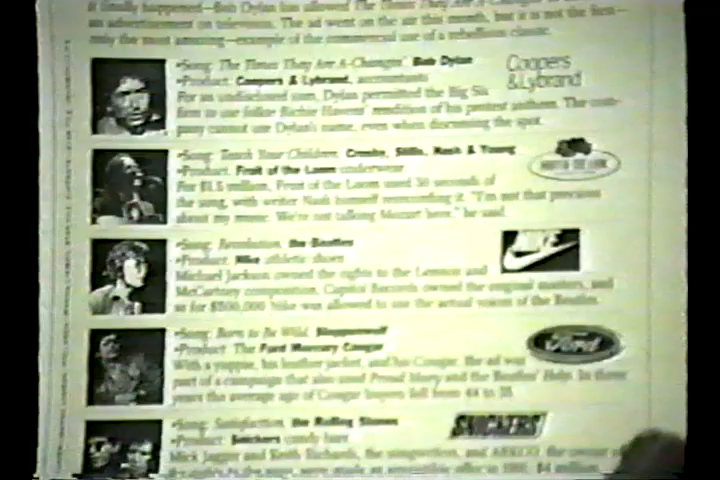 it finally happened—Bob Dylan has allowed The Times They Are A-Changin'
an advertisement on television. The ad went on the air this month, but it is not the first—
only the most amusing—example of the commercial use of a rebellious classic.
•Song: The Times They Are A-Changin' Bob Dylan
•Product: Coopers & Lybrand, accountants
For an undisclosed sum, Dylan permitted the Big Six
firm to use folkie Richie Havens' rendition of his protest anthem. The com-
pany cannot use Dylan's name, even when discussing the spot.
Coopers
&Lybrand
•Song: Teach Your Children, Crosby, Stills, Nash & Young
•Product: Fruit of the Loom underwear
For $1.5 million, Fruit of the Loom used 30 seconds of
the song, with writer Nash himself rerecording it. "I'm not that precious
about my music. We're not talking Mozart here," he said.
•Song: Revolution, the Beatles
•Product: Nike athletic shoes
Michael Jackson owned the rights to the Lennon and
McCartney composition, Capitol Records owned the original masters, and
so for $500,000 Nike was allowed to use the actual voices of the Beatles.
•Song: Born to Be Wild, Steppenwolf
•Product: The Ford Mercury Cougar
With a yuppie, his leather jacket, and his Cougar, the ad was
part of a campaign that also used Proud Mary and the Beatles' Help. In three
years the average age of Cougar buyers fell from 44 to 35.
Ford
•Song: Satisfaction, the Rolling Stones
•Product: Snickers candy bars
SNICKERS
Mick Jagger and Keith Richards, the songwriters, and ABKCO, the owner of
the rights to the song, were made an irresistible offer in $4 million